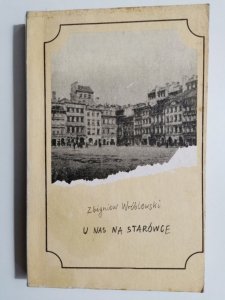 Zbigniew Wróblewski
U NAS NA STARÓWCE